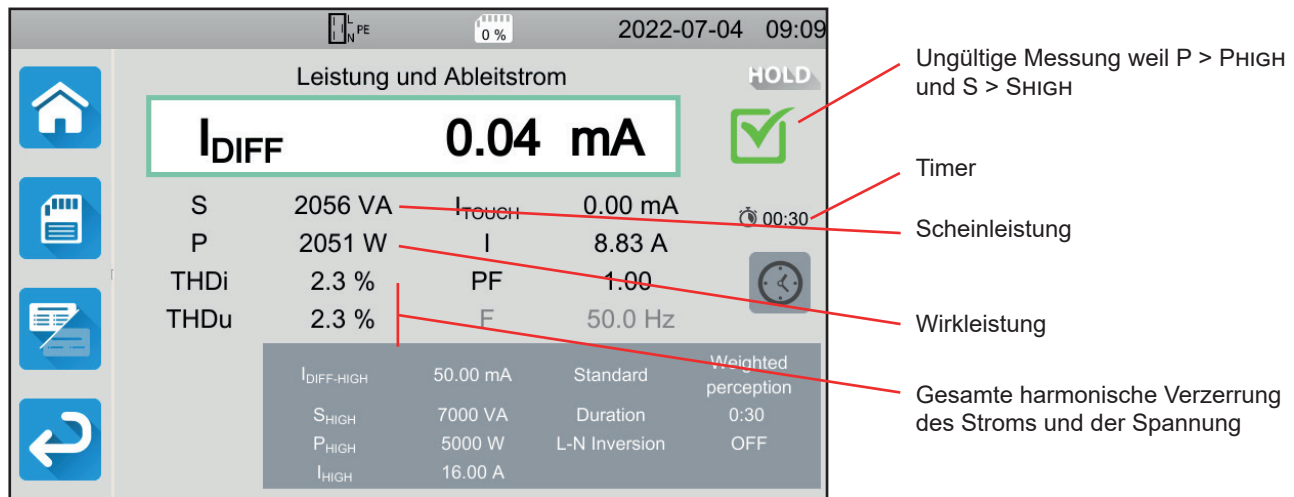 L
N PE
0 %
2022-07-04 09:09
Leistung und Ableitstrom
HOLD
IDIFF 0.04 mA
S 2056 VA ITOUCH 0.00 mA
00:30
P 2051 W I 8.83 A
THDi 2.3 % PF 1.00
THDu 2.3 % F 50.0 Hz
IDIFF-HIGH 50.00 mA Standard Weighted perception
SHIGH 7000 VA Duration 0:30
PHIGH 5000 W L-N Inversion OFF
IHIGH 16.00 A
Ungültige Messung weil P > PHIGH
und S > SHIGH
Timer
Scheinleistung
Wirkleistung
Gesamte harmonische Verzerrung
des Stroms und der Spannung